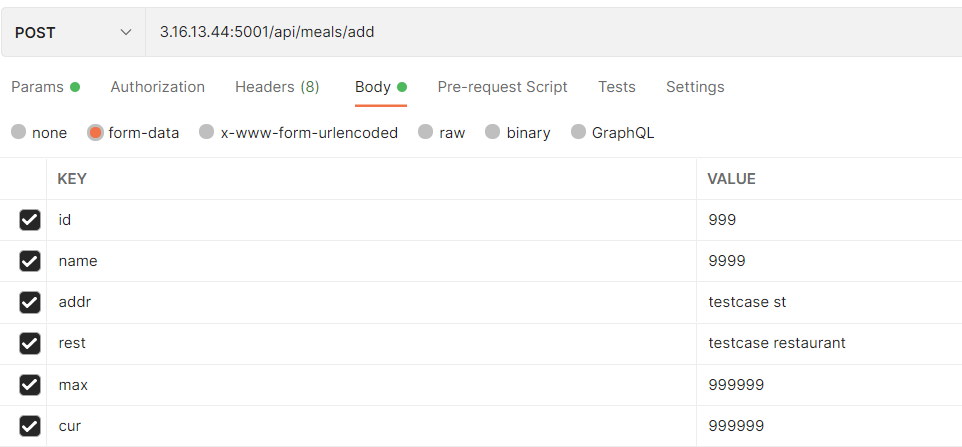 POST 3.16.13.44:5001/api/meals/add
Params Authorization Headers (8) Body Pre-request Script Tests Settings
none form-data x-www-form-urlencoded raw binary GraphQL
KEY VALUE
id 999
name 9999
addr testcase st
rest testcase restaurant
max 999999
cur 999999